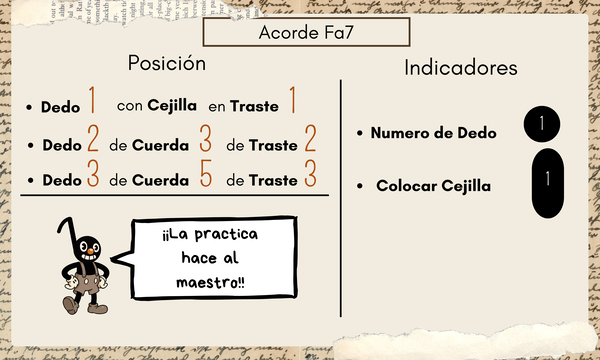 Acorde Fa7
Posición
• Dedo 1 con Cejilla en Traste 1
• Dedo 2 de Cuerda 3 de Traste 2
• Dedo 3 de Cuerda 5 de Traste 3
¡¡La practica
hace al
maestro!!
Indicadores
• Numero de Dedo 1
• Colocar Cejilla 1